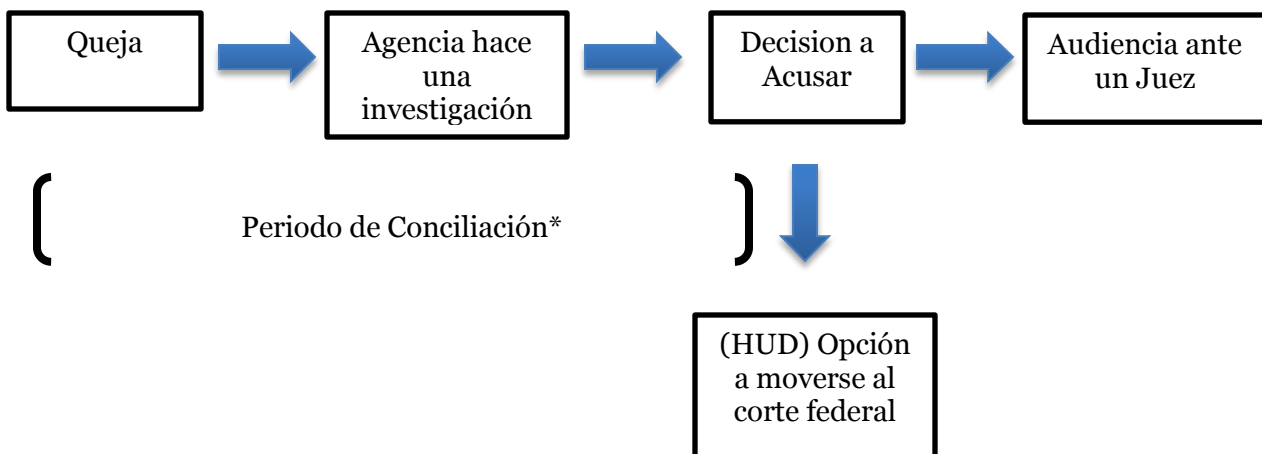 Queja
Agencia hace
una
investigación
Decision a
Acusar
Audiencia ante
un Juez
Periodo de Conciliación*
(HUD) Opción
a moverse al
corte federal